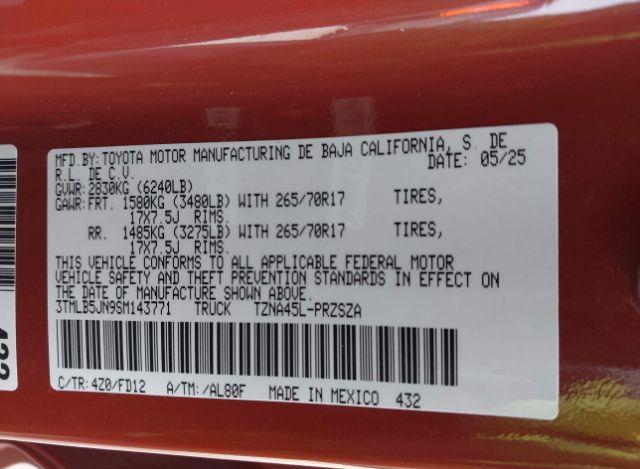 MFD. BY: TOYOTA MOTOR MANUFACTURING DE BAJA CALIFORNIA, S. DE
R.L. DE C.V. DATE: 05/25
GVWR: 2830KG (6240LB)
GAWR: FRT. 1580KG (3480LB) WITH 265/70R17 TIRES,
17X7.5J RIMS.
RR. 1485KG (3275LB) WITH 265/70R17 TIRES,
17X7.5J RIMS.
THIS VEHICLE CONFORMS TO ALL APPLICABLE FEDERAL MOTOR
VEHICLE SAFETY AND THEFT PREVENTION STANDARDS IN EFFECT ON
THE DATE OF MANUFACTURE SHOWN ABOVE.
3TMLB5JN9SM143771 TRUCK TZNA45L-PRZSZA
C/TR: 4Z0/FD12 A/TM: /AL80F MADE IN MEXICO 432